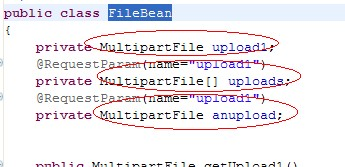 public class FileBean
{
private MultipartFile upload1;
@RequestParam(name="upload1")
private MultipartFile[] uploads;
@RequestParam(name="upload1")
private MultipartFile anupload;
public MultipartFile getUpload1()